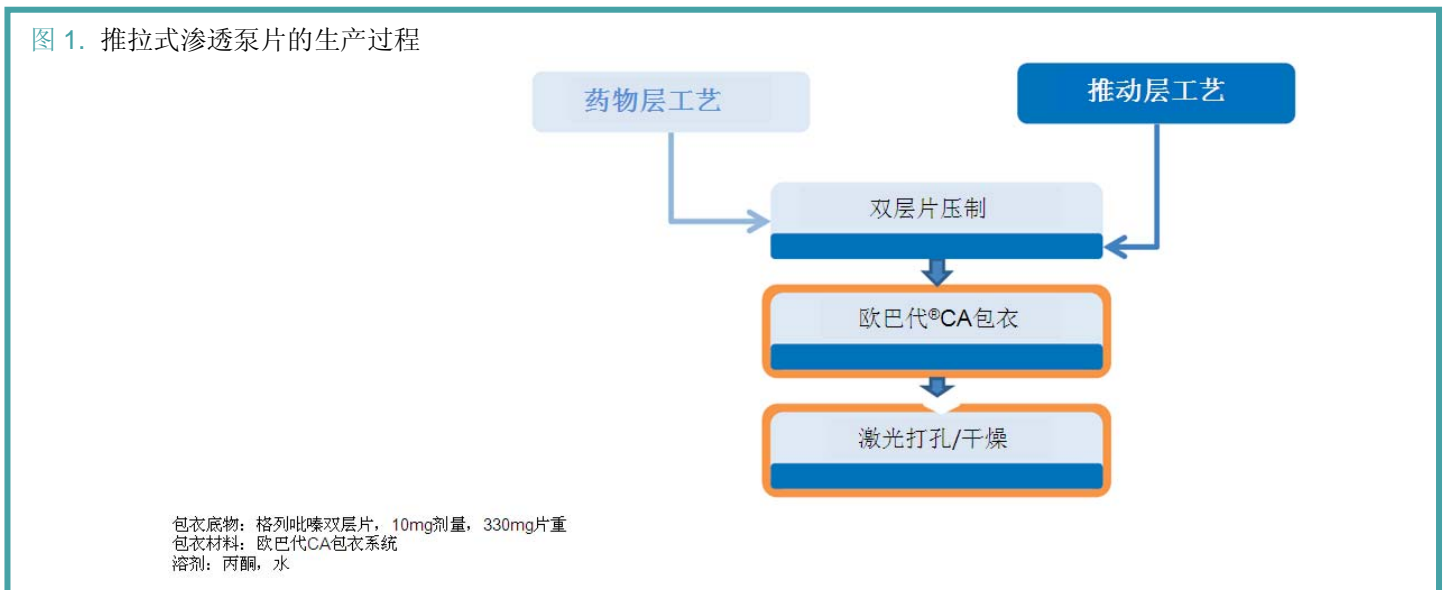 图 1. 推拉式渗透泵片的生产过程
药物层工艺
推动层工艺
双层片压制
欧巴代®CA包衣
激光打孔/干燥
包衣底物：格列吡嗪双层片，10mg剂量，330mg片重
包衣材料：欧巴代CA包衣系统
溶剂：丙酮，水